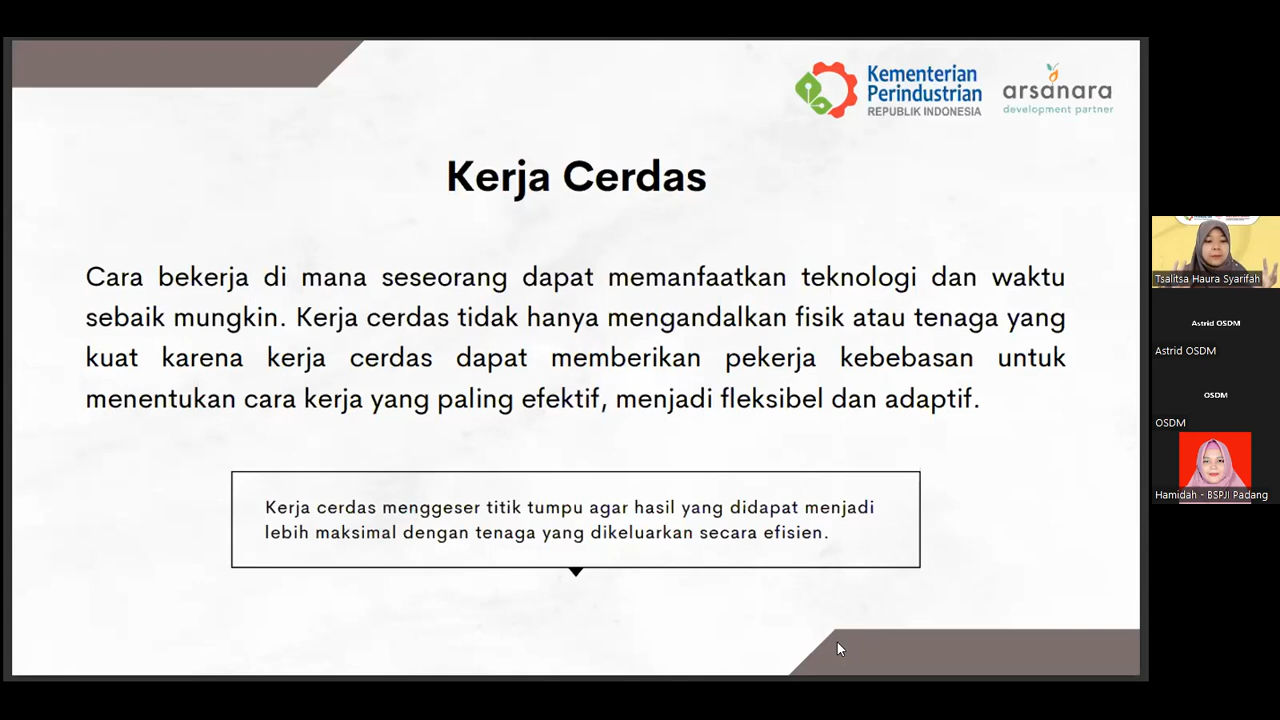 Kementerian
Perindustrian
REPUBLIK INDONESIA
arsanara
development partner
Kerja Cerdas
Cara bekerja di mana seseorang dapat memanfaatkan teknologi dan waktu
sebaik mungkin. Kerja cerdas tidak hanya mengandalkan fisik atau tenaga yang
kuat karena kerja cerdas dapat memberikan pekerja kebebasan untuk
menentukan cara kerja yang paling efektif, menjadi fleksibel dan adaptif.
Kerja cerdas menggeser titik tumpu agar hasil yang didapat menjadi
lebih maksimal dengan tenaga yang dikeluarkan secara efisien.
Tsalitsa Haura Syarifah
Astrid OSDM
Astrid OSDM
OSDM
OSDM
Hamidah - BSPJI Padang